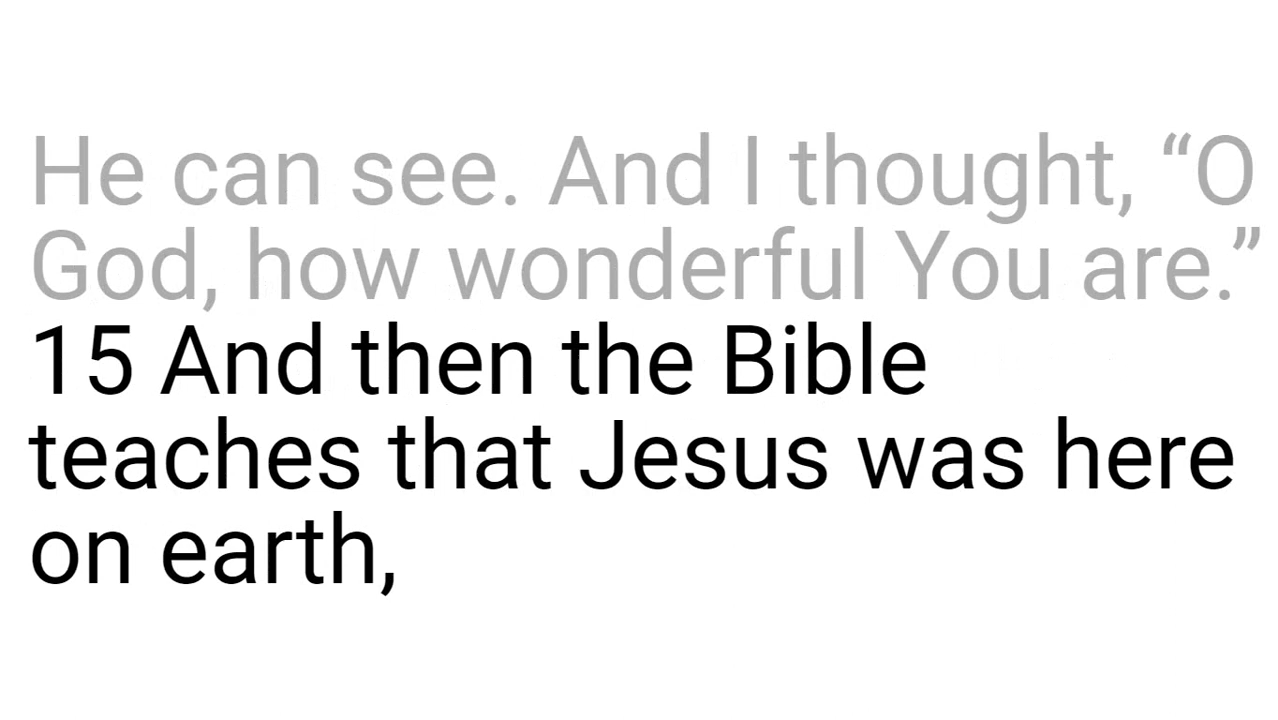 He can see. And I thought, “O
God, how wonderful You are.”
15 And then the Bible
teaches that Jesus was here
on earth,